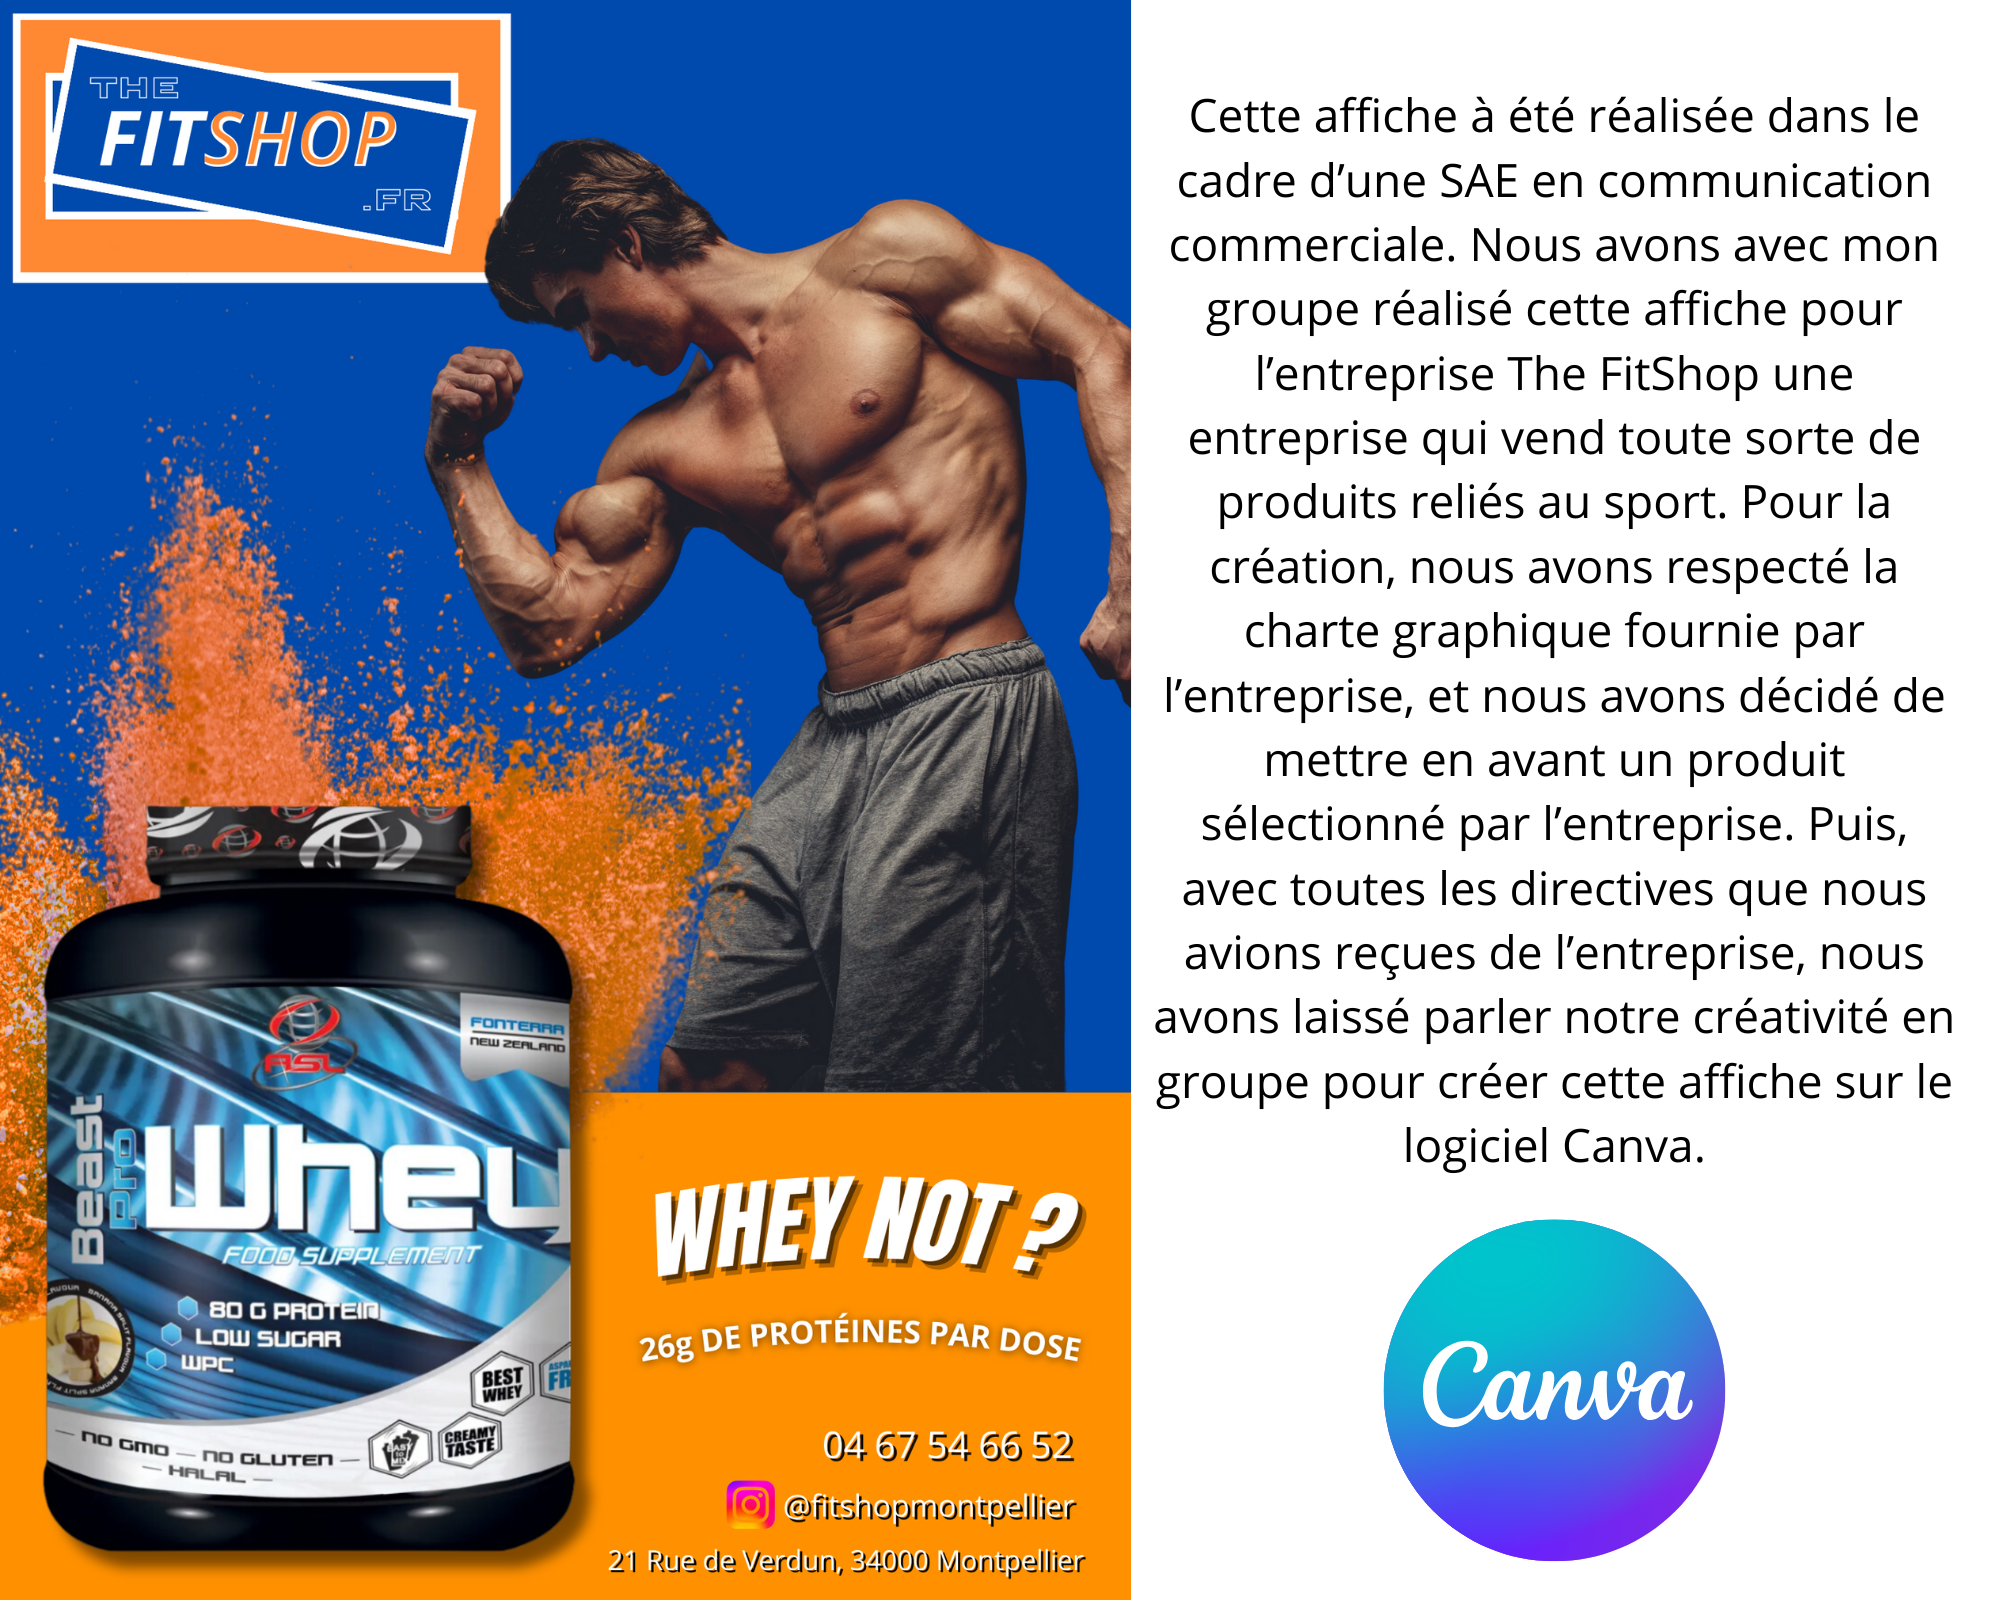 THE
FITSHOP
.FR
Cette affiche à été réalisée dans le
cadre d’une SAE en communication
commerciale. Nous avons avec mon
groupe réalisé cette affiche pour
l’entreprise The FitShop une
entreprise qui vend toute sorte de
produits reliés au sport. Pour la
création, nous avons respecté la
charte graphique fournie par
l’entreprise, et nous avons décidé de
mettre en avant un produit
sélectionné par l’entreprise. Puis,
avec toutes les directives que nous
avions reçues de l’entreprise, nous
avons laissé parler notre créativité en
groupe pour créer cette affiche sur le
logiciel Canva.
Canva
FONTERRA
NEW ZEALAND
ASL
Beast
Pro
Whey
FOOD SUPPLEMENT
80 G PROTEIN
LOW SUGAR
WPC
BEST
WHEY
CREAMY
TASTE
EASY
NO GMO — NO GLUTEN —
— HALAL —
WHEY NOT ?
26g DE PROTÉINES PAR DOSE
04 67 54 66 52
@fitshopmontpellier
21 Rue de Verdun, 34000 Montpellier